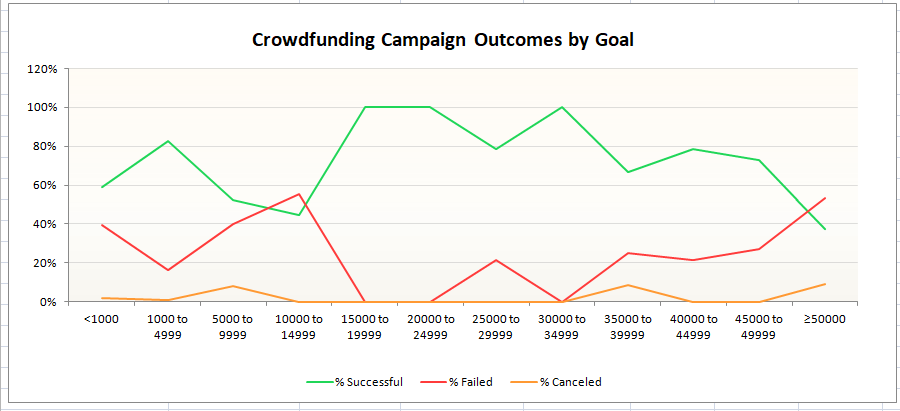 Crowdfunding Campaign Outcomes by Goal
120%
100%
80%
60%
40%
20%
0%
<1000 1000 to 5000 to 10000 to 15000 to 20000 to 25000 to 30000 to 35000 to 40000 to 45000 to ≥50000
4999 9999 14999 19999 24999 29999 34999 39999 44999 49999
% Successful % Failed % Canceled